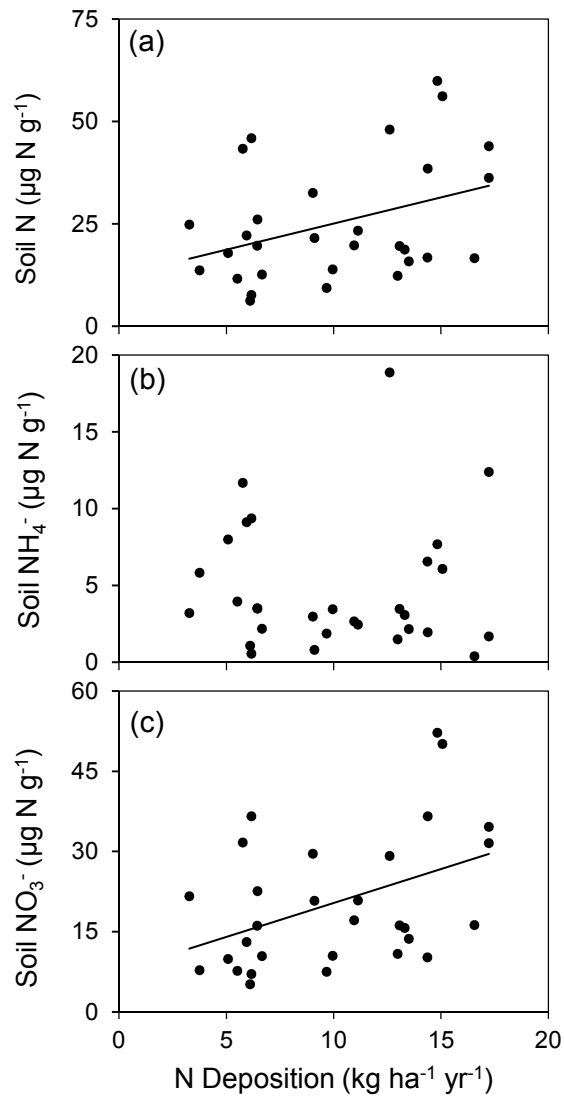 (a)
75
50
25
0
Soil N (µg N g⁻¹)
(b)
20
15
10
5
0
Soil NH₄⁻ (µg N g⁻¹)
(c)
60
45
30
15
0
Soil NO₃⁻ (µg N g⁻¹)
0 5 10 15 20
N Deposition (kg ha⁻¹ yr⁻¹)